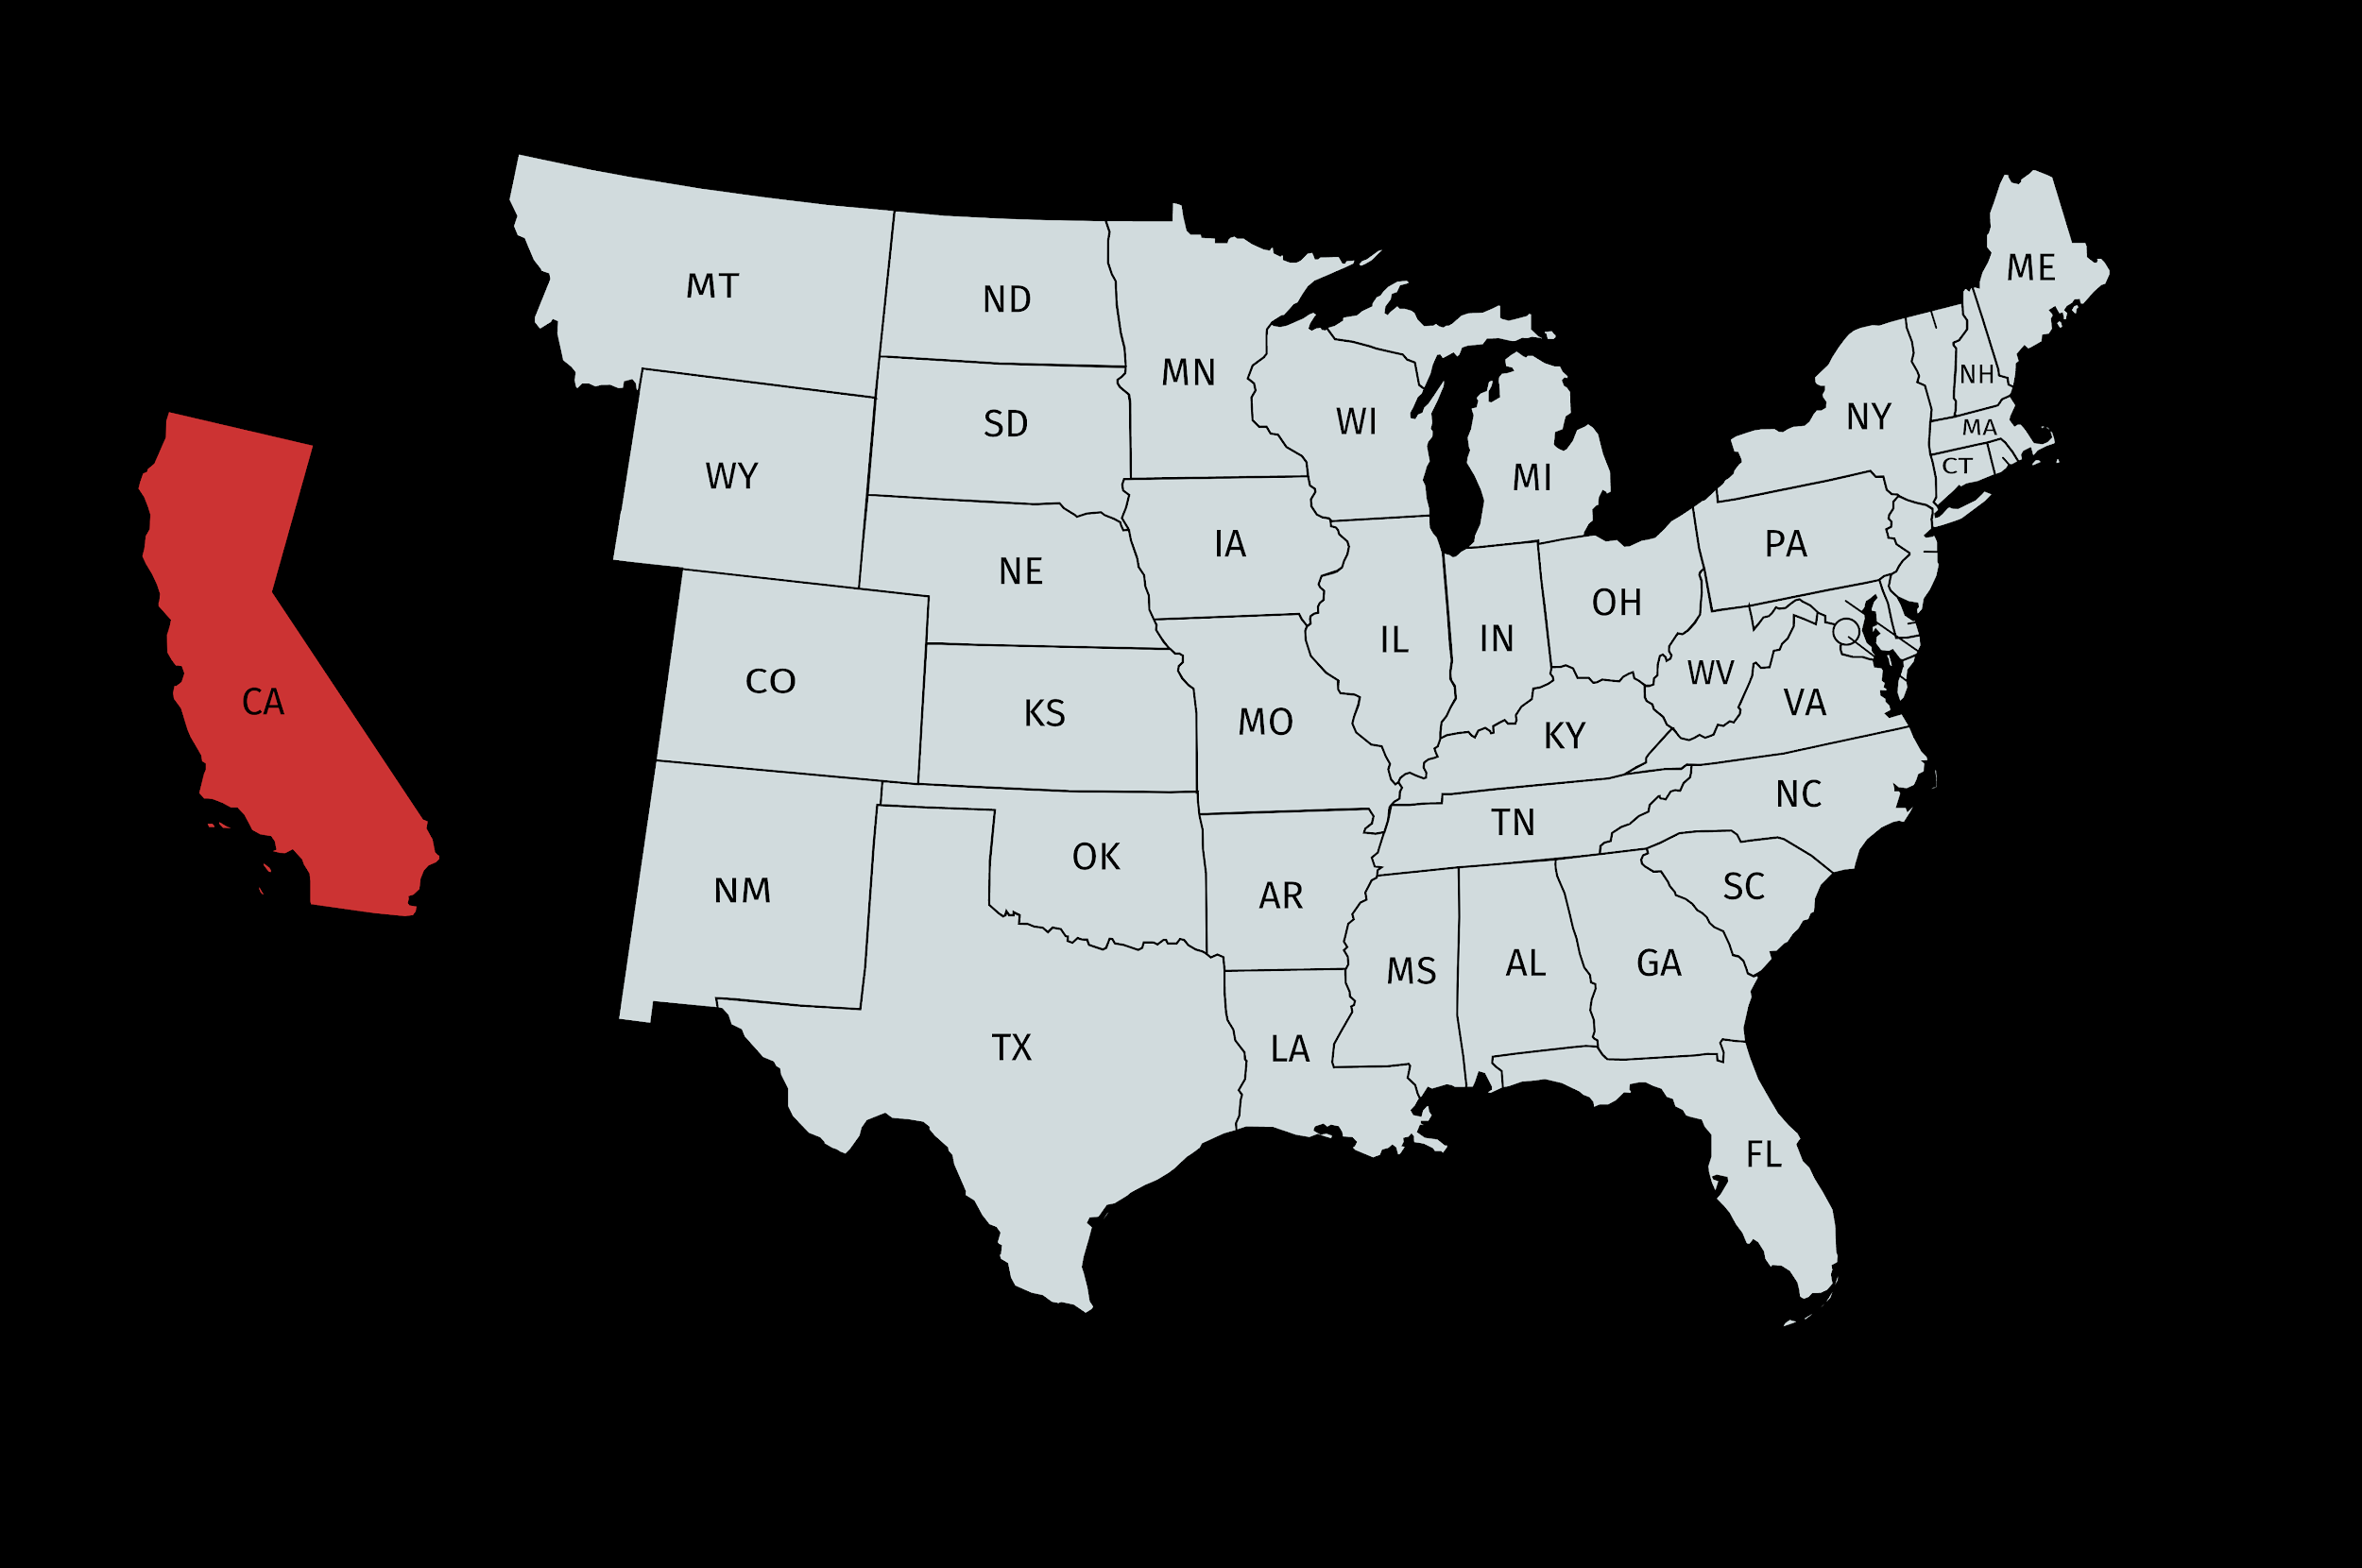 ME
MT
ND
MN
NH
WI
NY
SD
MA
CT
WY
MI
IA
PA
NE
OH
IL
IN
WV
CO
CA
VA
KS
MO
KY
NC
TN
OK
SC
NM
AR
AL
GA
MS
TX
LA
FL